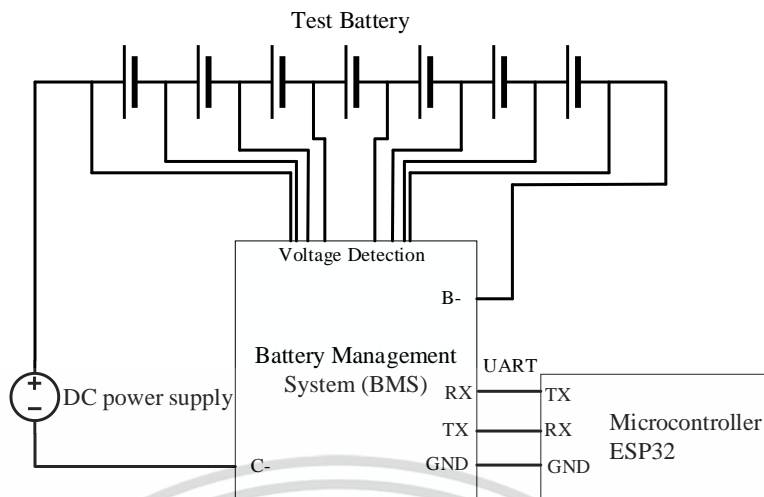 Test Battery
Voltage Detection
B-
Battery Management
System (BMS)
UART
RX
TX
DC power supply
+
−
Microcontroller
ESP32
TX
RX
C-
GND
GND